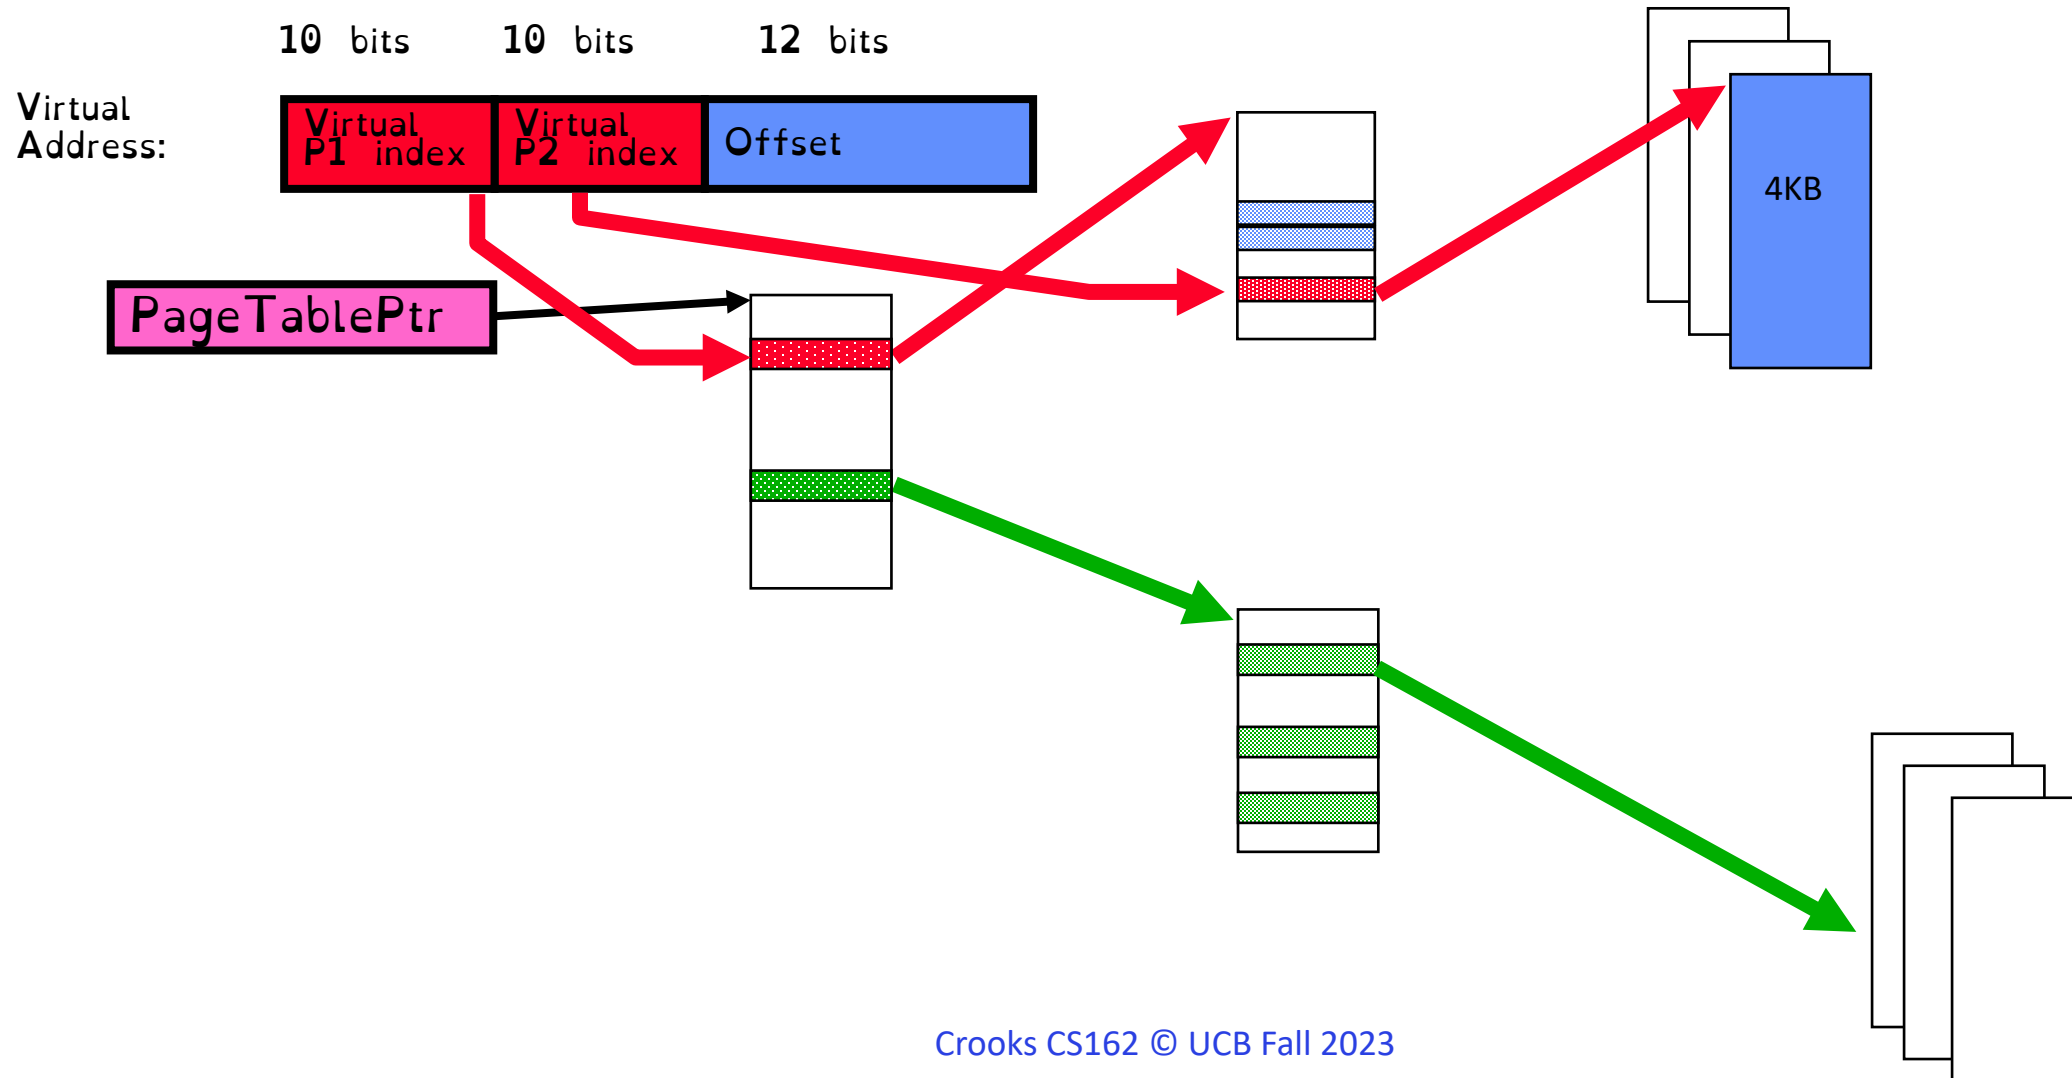 10 bits 10 bits 12 bits
Virtual
Address:
Virtual
P1 index
Virtual
P2 index
Offset
4KB
PageTablePtr
Crooks CS162 © UCB Fall 2023